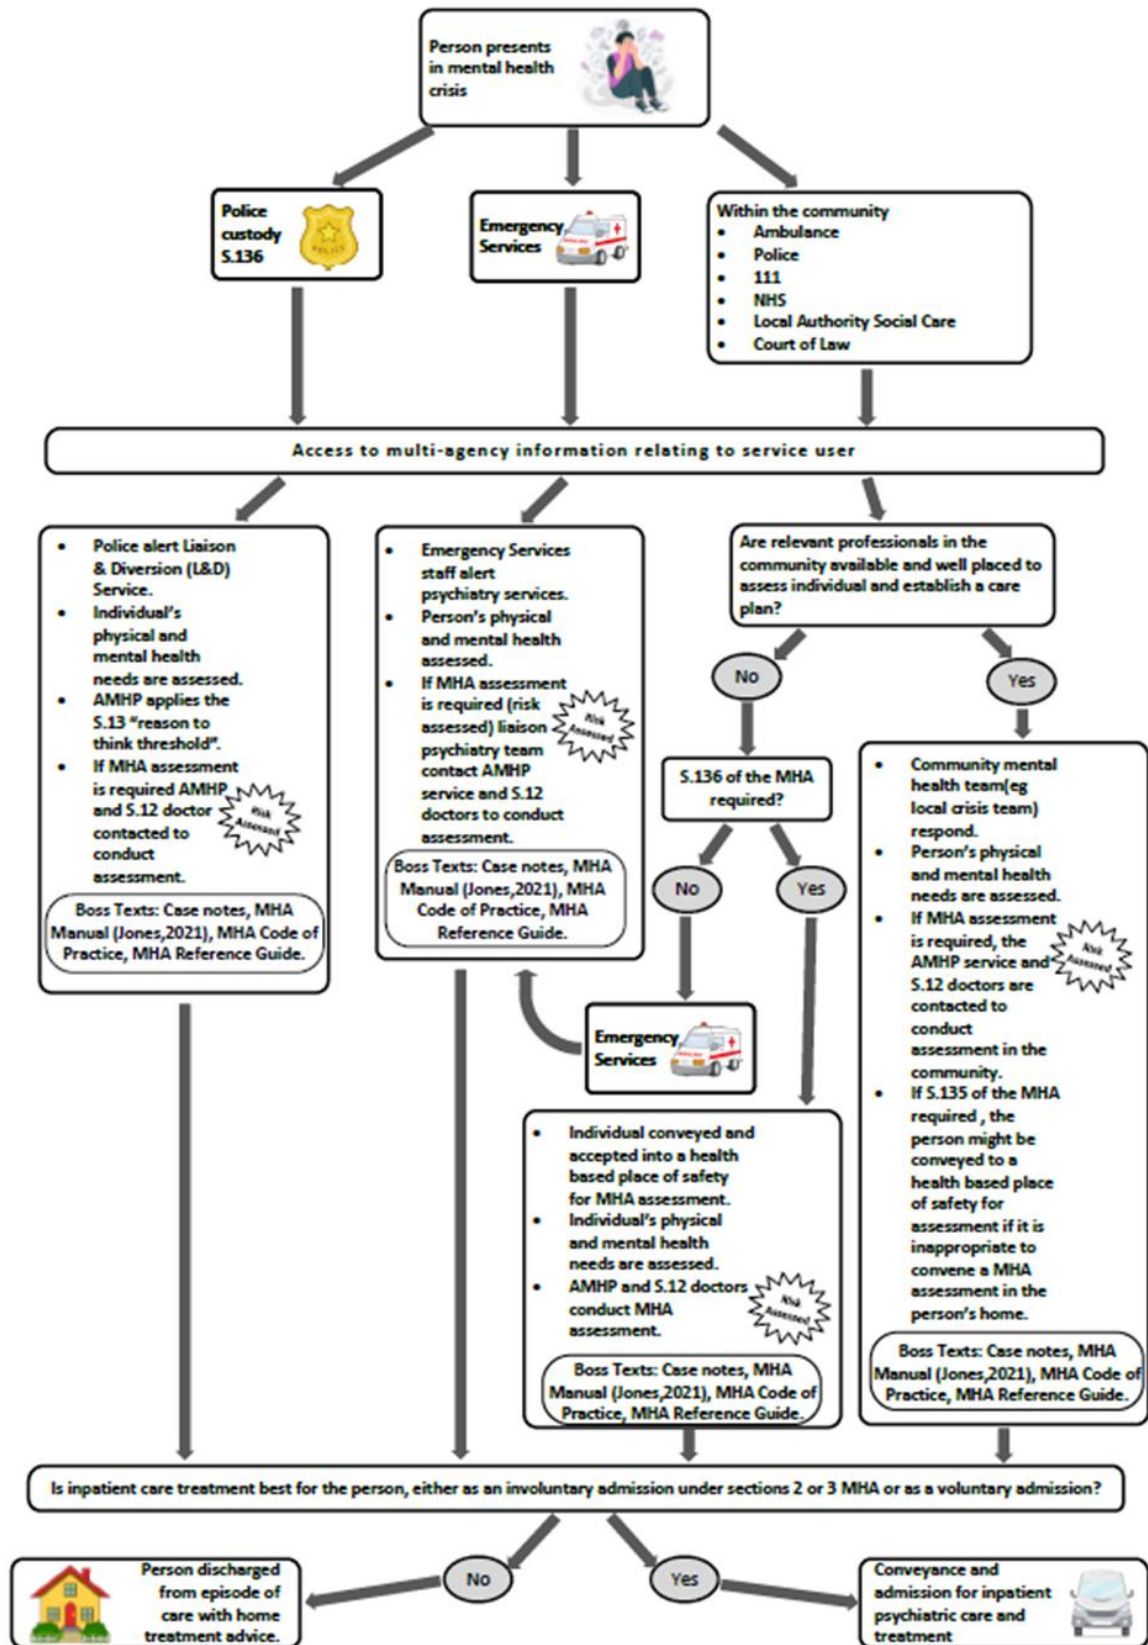 Person presents
in mental health
crisis
Police
custody
S.136
POLICE
Emergency
Services
Within the community
• Ambulance
• Police
• 111
• NHS
• Local Authority Social Care
• Court of Law
Access to multi-agency information relating to service user
• Police alert Liaison
& Diversion (L&D)
Service.
• Individual's
physical and
mental health
needs are assessed.
• AMHP applies the
S.13 "reason to
think threshold".
• If MHA assessment
is required AMHP
and S.12 doctor
contacted to
conduct
assessment.
Risk
Assessed
Boss Texts: Case notes, MHA
Manual (Jones,2021), MHA Code of
Practice, MHA Reference Guide.
• Emergency Services
staff alert
psychiatry services.
• Person's physical
and mental health
assessed.
• If MHA assessment
is required (risk
assessed) liaison
psychiatry team
contact AMHP
service and S.12
doctors to conduct
assessment.
Risk
Assessed
Boss Texts: Case notes, MHA
Manual (Jones,2021), MHA
Code of Practice, MHA
Reference Guide.
Are relevant professionals in the
community available and well placed to
assess individual and establish a care
plan?
No
Yes
S.136 of the MHA
required?
No
Yes
Emergency
Services
• Individual conveyed and
accepted into a health
based place of safety
for MHA assessment.
• Individual's physical
and mental health
needs are assessed.
• AMHP and S.12 doctors
conduct MHA
assessment.
Risk
Assessed
Boss Texts: Case notes, MHA
Manual (Jones,2021), MHA Code of
Practice, MHA Reference Guide.
• Community mental
health team(eg
local crisis team)
respond.
• Person's physical
and mental health
needs are assessed.
• If MHA assessment
is required, the
AMHP service and
S.12 doctors are
contacted to
conduct
assessment in the
community.
• If S.135 of the MHA
required , the
person might be
conveyed to a
health based place
of safety for
assessment if it is
inappropriate to
convene a MHA
assessment in the
person's home.
Risk
Assessed
Boss Texts: Case notes, MHA
Manual (Jones,2021), MHA Code of
Practice, MHA Reference Guide.
Is inpatient care treatment best for the person, either as an involuntary admission under sections 2 or 3 MHA or as a voluntary admission?
No
Yes
Person discharged
from episode of
care with home
treatment advice.
Conveyance and
admission for inpatient
psychiatric care and
treatment